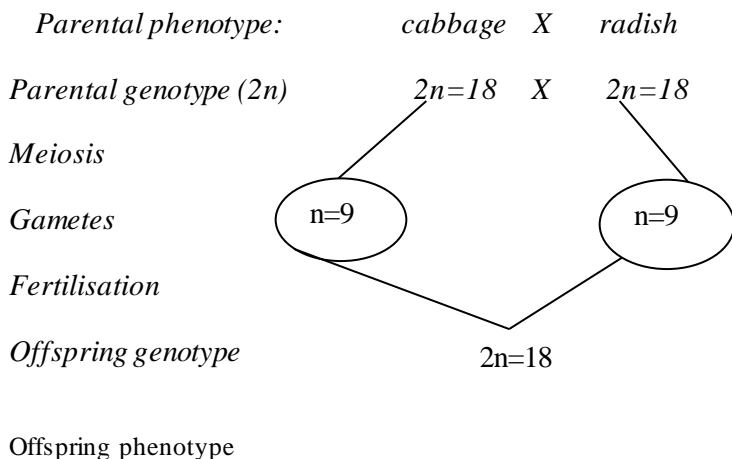 Parental phenotype: cabbage X radish
Parental genotype (2n) 2n=18 X 2n=18
Meiosis
Gametes n=9 n=9
Fertilisation
Offspring genotype 2n=18
Offspring phenotype